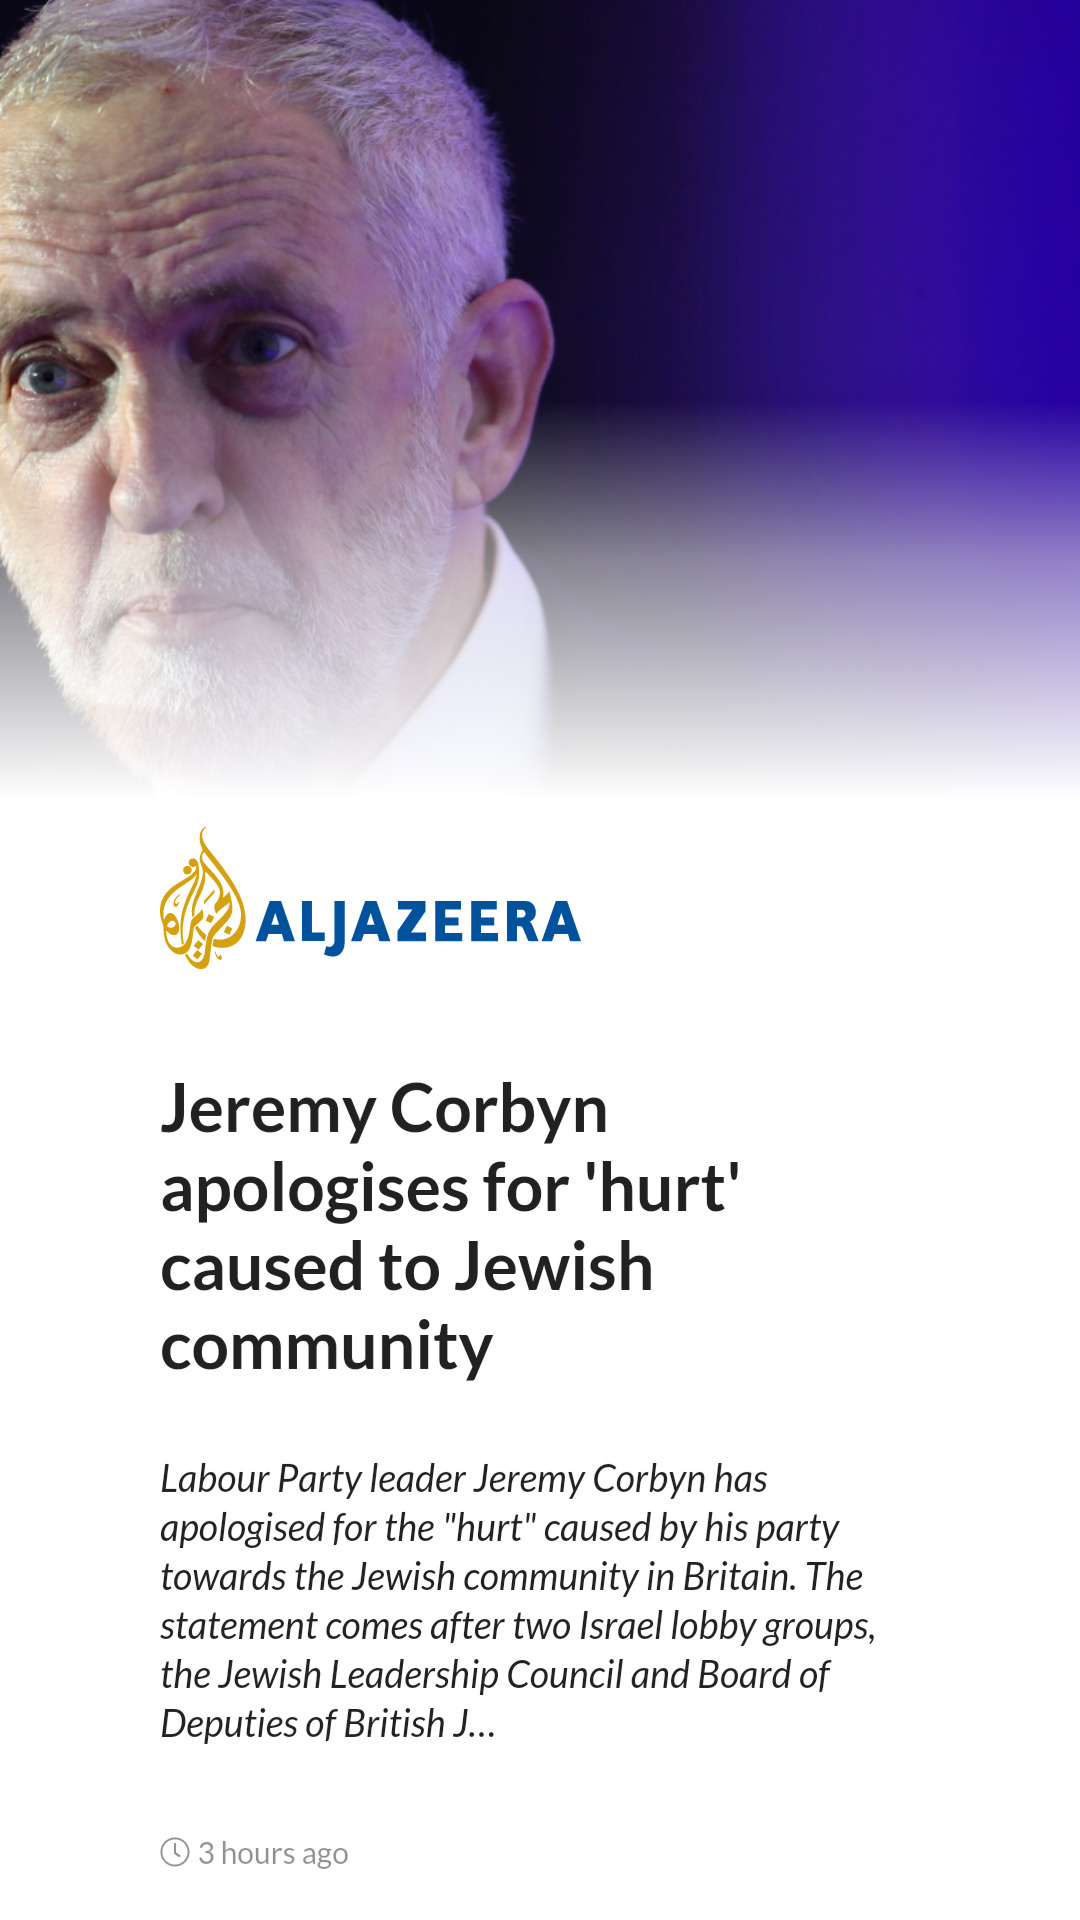 ALJAZEERA
Jeremy Corbyn
apologises for 'hurt'
caused to Jewish
community
Labour Party leader Jeremy Corbyn has
apologised for the "hurt" caused by his party
towards the Jewish community in Britain. The
statement comes after two Israel lobby groups,
the Jewish Leadership Council and Board of
Deputies of British J...
3 hours ago